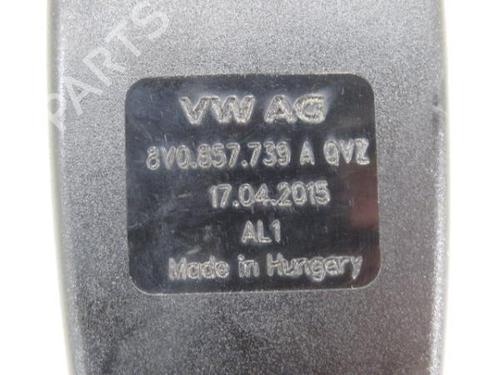 PARTS
VW AG
8V0.857.739 A QVZ
17.04.2015
AL1
Made in Hungary